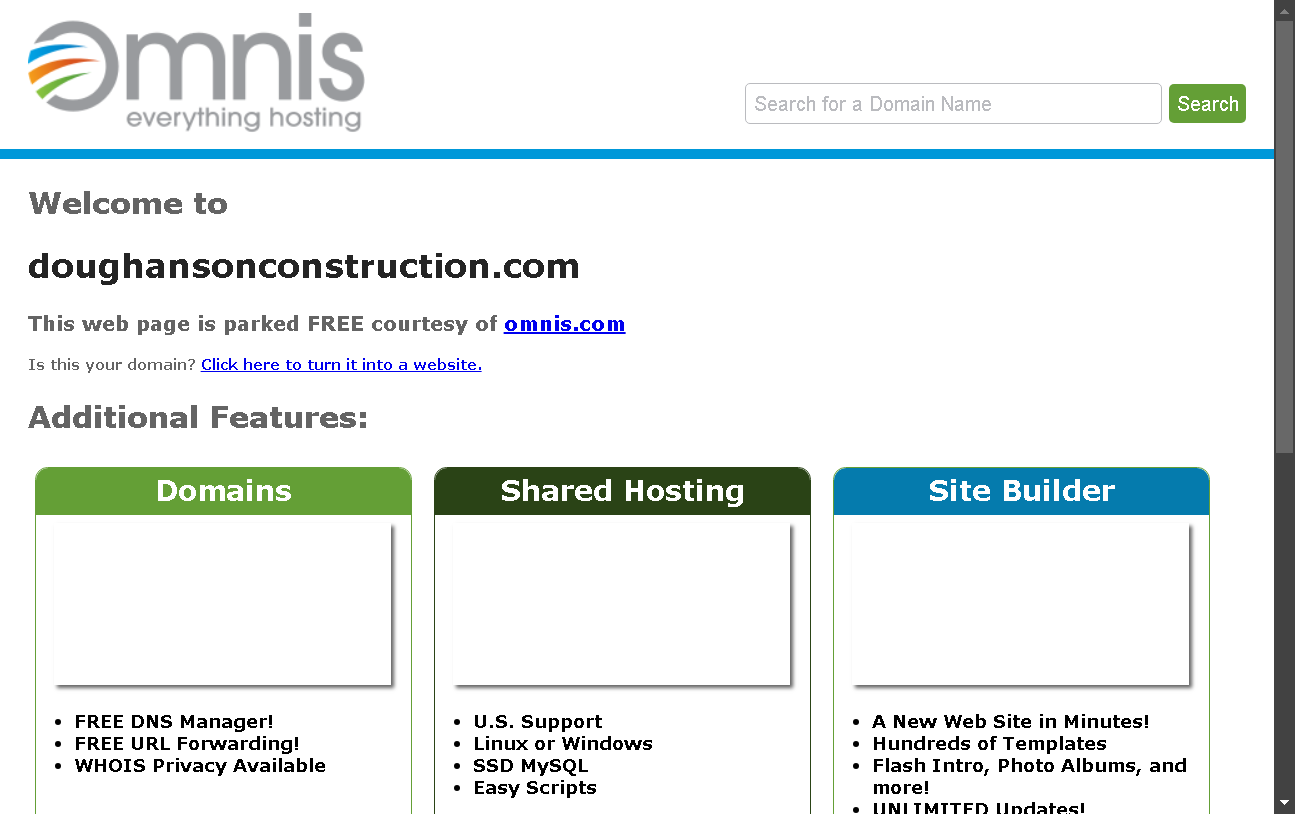 Omnis
everything hosting
Search for a Domain Name
Search
Welcome to
doughansonconstruction.com
This web page is parked FREE courtesy of omnis.com
Is this your domain? Click here to turn it into a website.
Additional Features:
Domains
FREE DNS Manager!
FREE URL Forwarding!
WHOIS Privacy Available
Shared Hosting
U.S. Support
Linux or Windows
SSD MySQL
Easy Scripts
Site Builder
A New Web Site in Minutes!
Hundreds of Templates
Flash Intro, Photo Albums, and
more!
UNLIMITED Updates!